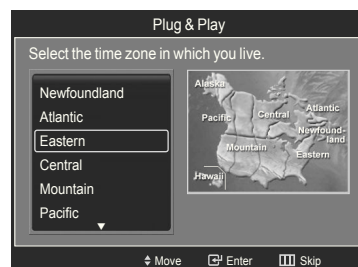 Plug & Play
Select the time zone in which you live.
Newfoundland
Atlantic
Eastern
Central
Mountain
Pacific
Alaska
Pacific
Central
Atlantic
Newfound-
land
Mountain
Eastern
Hawaii
Move Enter Skip